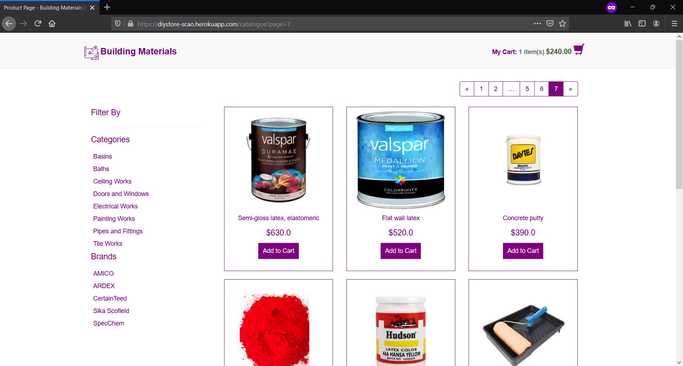 Product Page - Building Materials
https://diystore-scao.herokuapp.com/catalogue?page=7
Building Materials
My Cart: 1 item(s) $240.00
« 1 2 ... 5 6 7 »
Filter By
Categories
Basins
Baths
Ceiling Works
Doors and Windows
Electrical Works
Painting Works
Pipes and Fittings
Tile Works
Brands
AMICO
ARDEX
CertainTeed
Sika Scofield
SpecChem
valspar
DURAMAX
Semi-gloss latex, elastomeric
$630.0
Add to Cart
valspar
MEDALLION
PAINT & PRIMER
COLORWHITE
Flat wall latex
$520.0
Add to Cart
DAVIES
Concrete putty
$390.0
Add to Cart
Hudson
LATEX COLOR
HANSA YELLOW